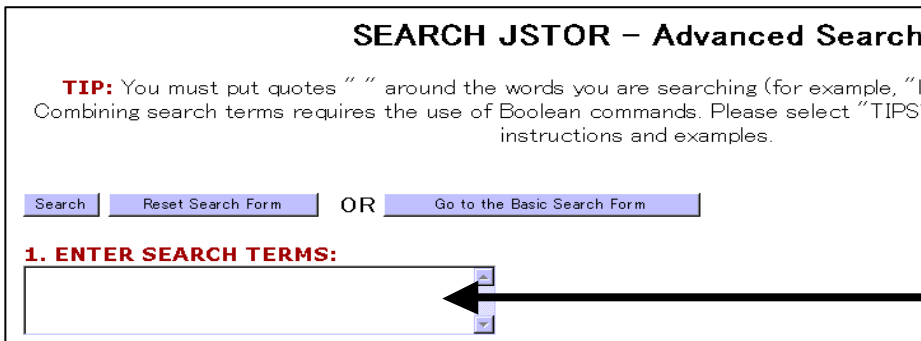 SEARCH JSTOR – Advanced Search
TIP: You must put quotes " " around the words you are searching (for example, "l
Combining search terms requires the use of Boolean commands. Please select "TIPS"
instructions and examples.
Search Reset Search Form OR Go to the Basic Search Form
1. ENTER SEARCH TERMS: